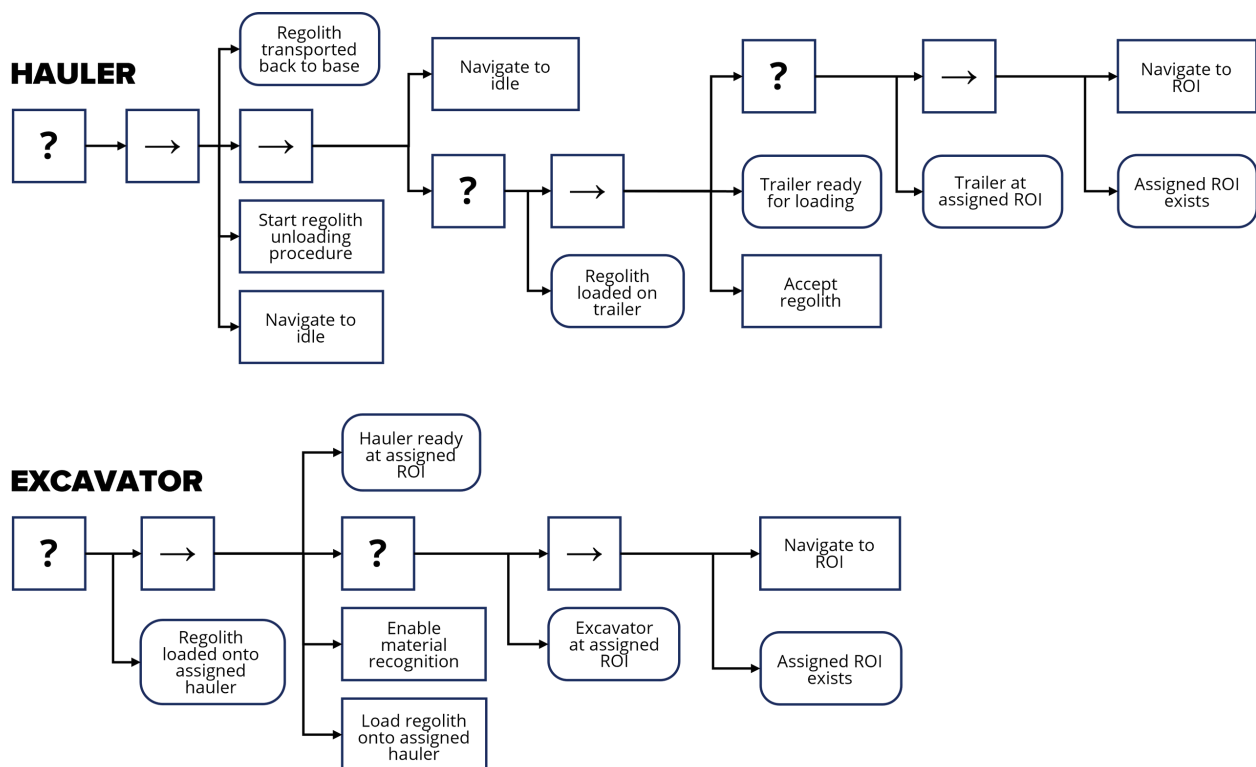 HAULER
?
→
Regolith
transported
back to base
→
Start regolith
unloading
procedure
Navigate to
idle
Navigate to
idle
?
→
Regolith
loaded on
trailer
?
Trailer ready
for loading
Accept
regolith
→
Trailer at
assigned ROI
Navigate to
ROI
Assigned ROI
exists
EXCAVATOR
?
→
Regolith
loaded onto
assigned
hauler
Hauler ready
at assigned
ROI
?
Enable
material
recognition
Load regolith
onto assigned
hauler
→
Excavator
at assigned
ROI
Navigate to
ROI
Assigned ROI
exists